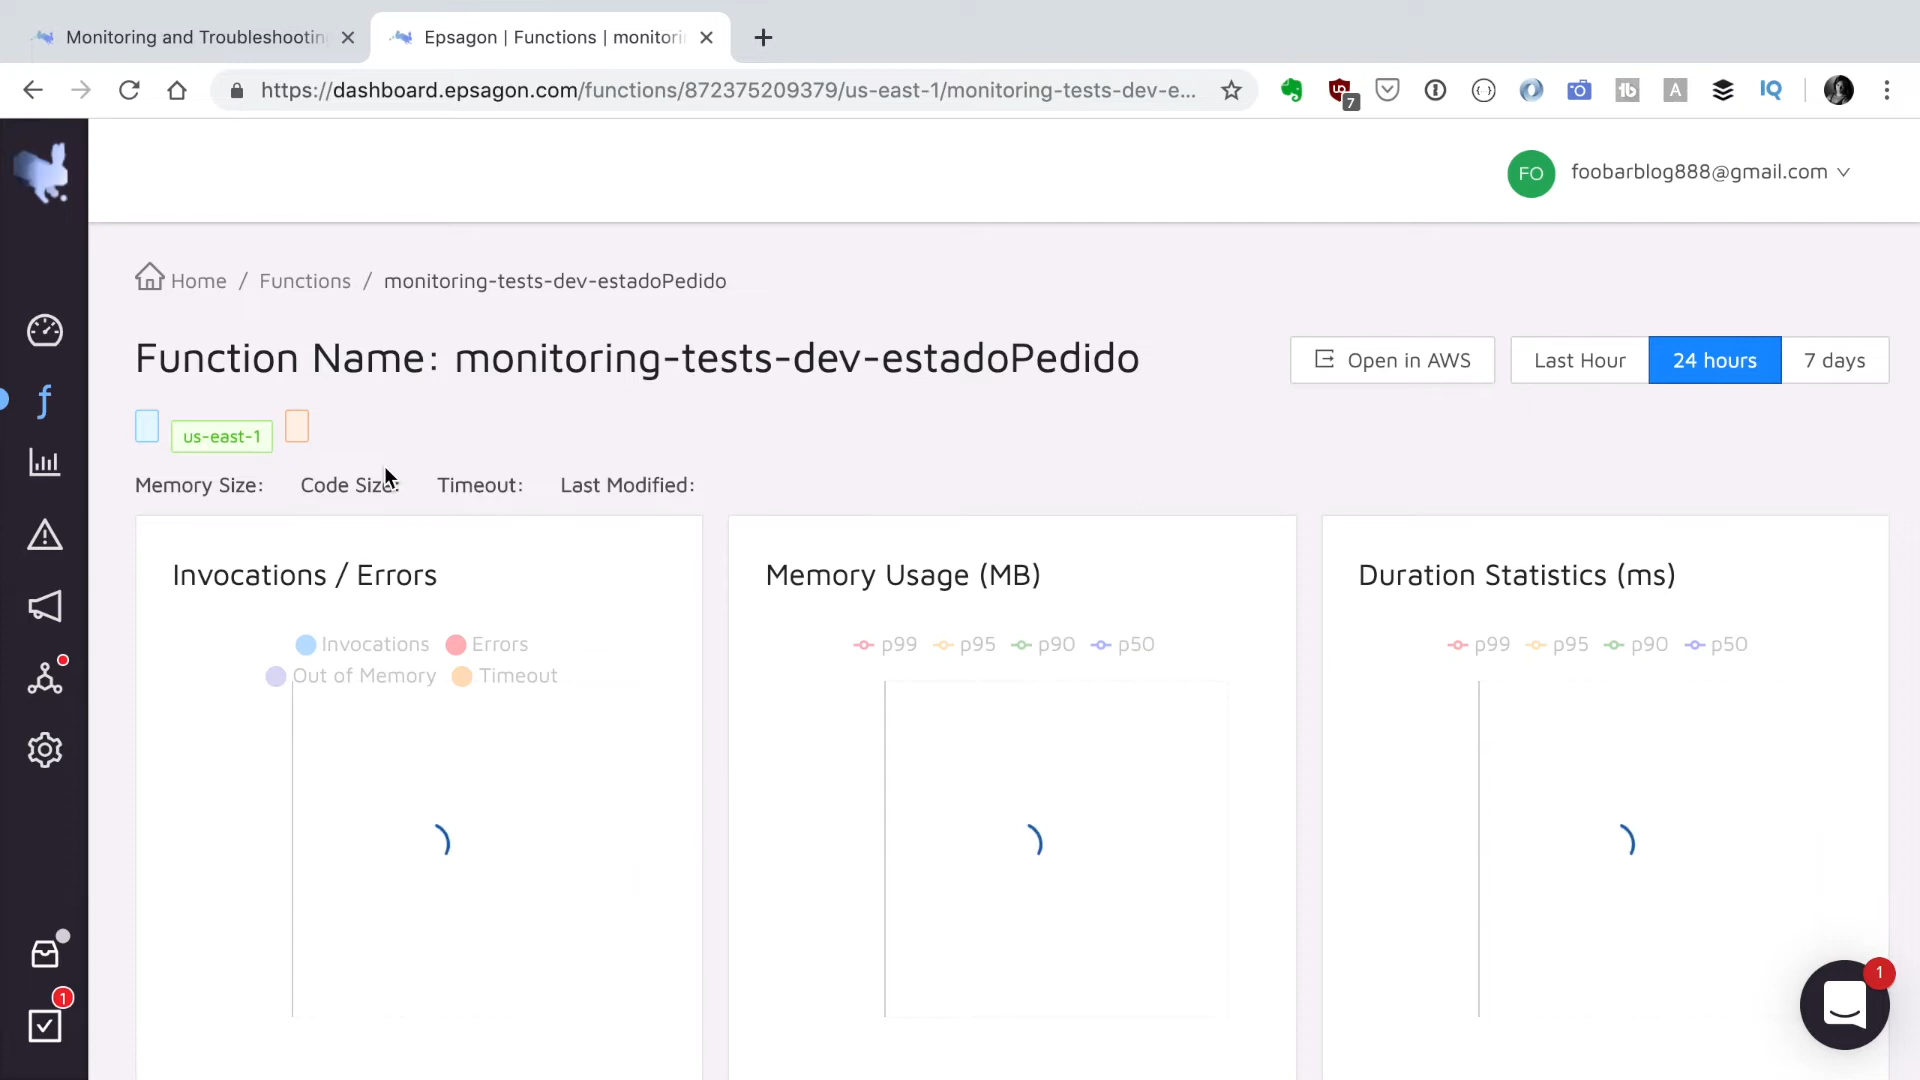 Monitoring and Troubleshootin
Epsagon | Functions | monitori
https://dashboard.epsagon.com/functions/872375209379/us-east-1/monitoring-tests-dev-e...
7
tb
A
IQ
FO
foobarblog888@gmail.com
Home / Functions / monitoring-tests-dev-estadoPedido
Function Name: monitoring-tests-dev-estadoPedido
Open in AWS
Last Hour
24 hours
7 days
us-east-1
Memory Size: Code Size: Timeout: Last Modified:
Invocations / Errors
Invocations Errors
Out of Memory Timeout
Memory Usage (MB)
p99 p95 p90 p50
Duration Statistics (ms)
p99 p95 p90 p50
1
1